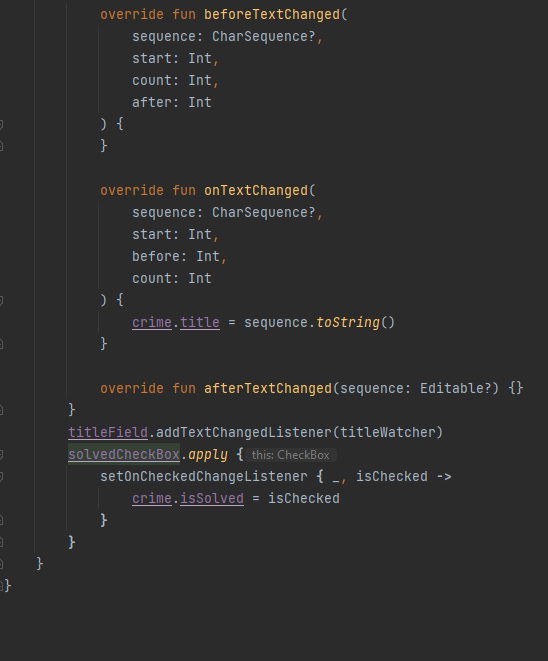 override fun beforeTextChanged(
sequence: CharSequence?,
start: Int,
count: Int,
after: Int
) {
}
override fun onTextChanged(
sequence: CharSequence?,
start: Int,
before: Int,
count: Int
) {
crime.title = sequence.toString()
}
override fun afterTextChanged(sequence: Editable?) {}
}
titleField.addTextChangedListener(titleWatcher)
solvedCheckBox.apply { this: CheckBox
setOnCheckedChangeListener { _, isChecked ->
crime.isSolved = isChecked
}
}
}
}